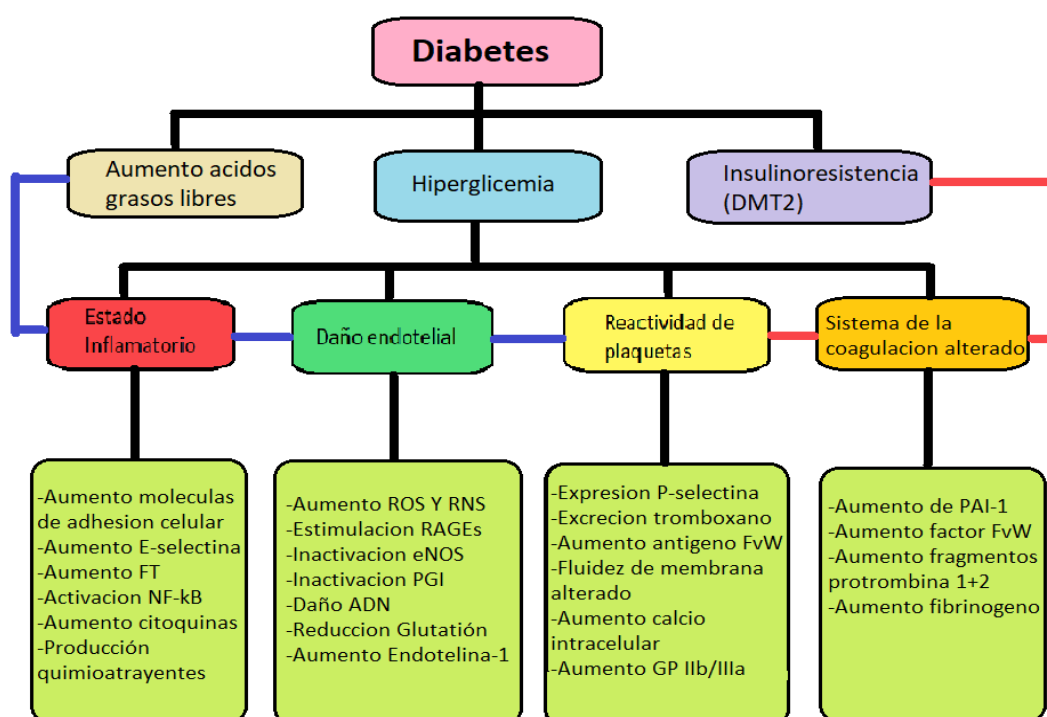 Diabetes
Aumento acidos
grasos libres
Hiperglicemia
Insulinoresistencia
(DMT2)
Estado
Inflamatorio
Daño endotelial
Reactividad de
plaquetas
Sistema de la
coagulacion alterado
-Aumento moleculas
de adhesion celular
-Aumento E-selectina
-Aumento FT
-Activacion NF-kB
-Aumento citoquinas
-Producción
quimioatrayentes
-Aumento ROS Y RNS
-Estimulacion RAGEs
-Inactivacion eNOS
-Inactivacion PGI
-Daño ADN
-Reduccion Glutatión
-Aumento Endotelina-1
-Expresion P-selectina
-Excrecion tromboxano
-Aumento antigeno FvW
-Fluidez de membrana
alterado
-Aumento calcio
intracelular
-Aumento GP IIb/IIIa
-Aumento de PAI-1
-Aumento factor FvW
-Aumento fragmentos
protrombina 1+2
-Aumento fibrinogeno